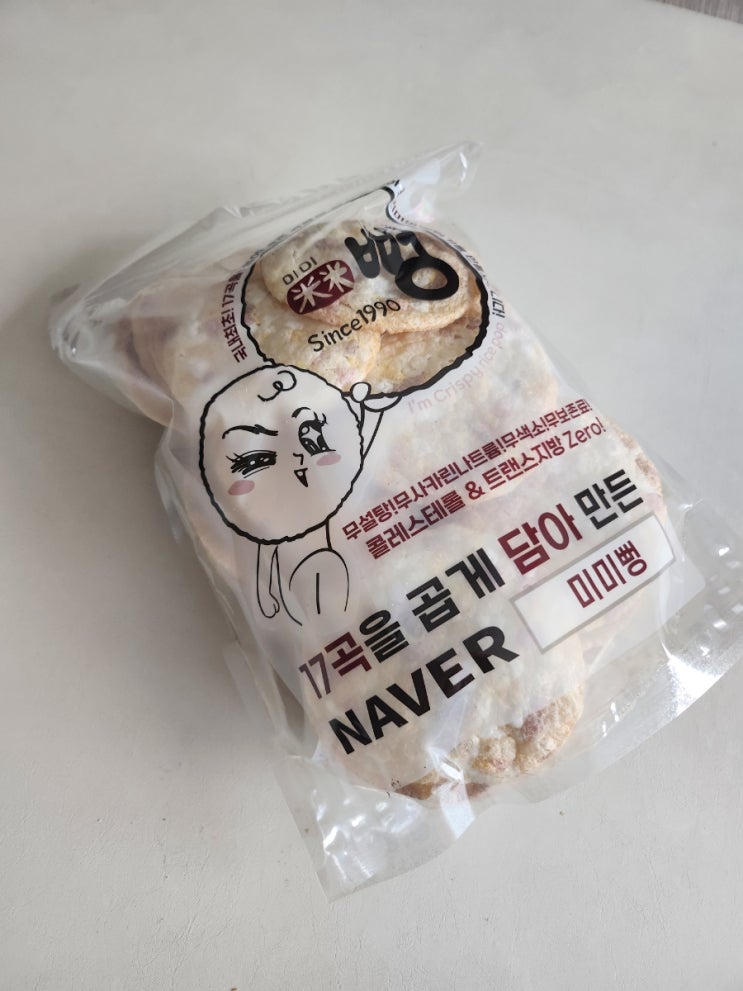 미미
米米 뻥
Since1990
I'm Crispy rice pop
무설탕!무사카린나트륨!무색소!무보존료!
콜레스테롤 & 트랜스지방 Zero!
17곡을 곱게 담아 만든
NAVER 미미뻥